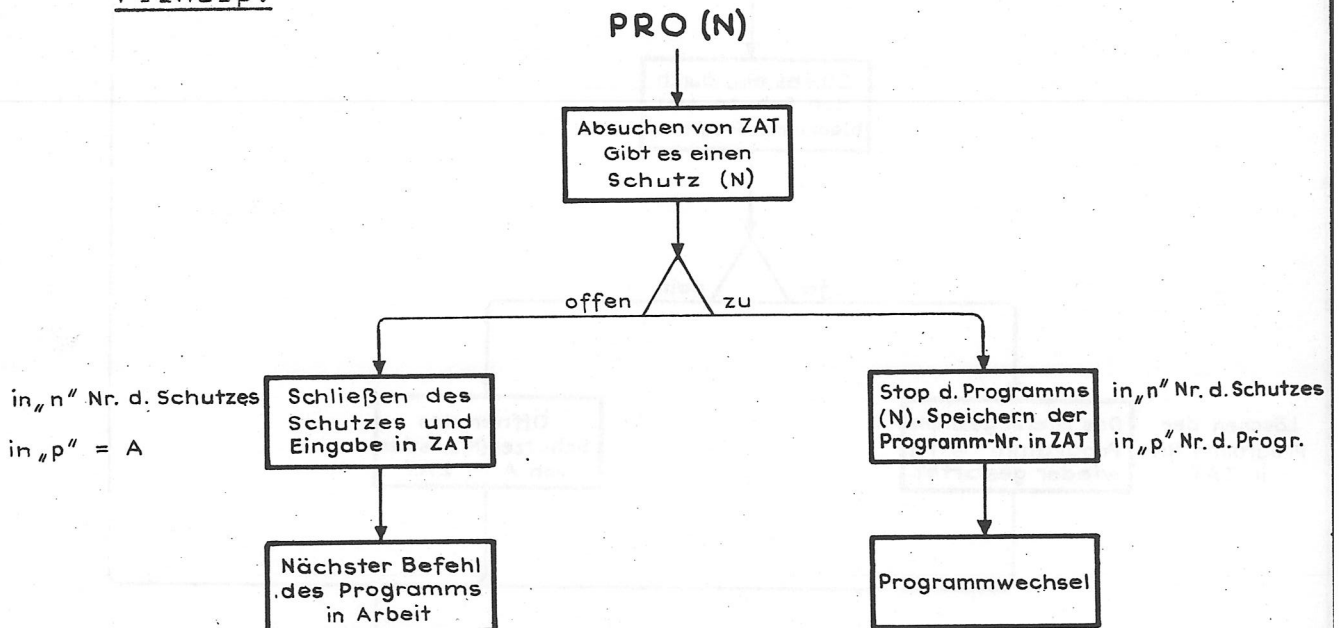 PRO (N)
Absuchen von ZAT
Gibt es einen
Schutz (N)
offen
zu
in „n" Nr. d. Schutzes
in „p" = A
Schließen des
Schutzes und
Eingabe in ZAT
Stop d. Programms
(N). Speichern der
Programm-Nr. in ZAT
in „n" Nr. d. Schutzes
in „p" Nr. d. Progr.
Nächster Befehl
des Programms
in Arbeit
Programmwechsel